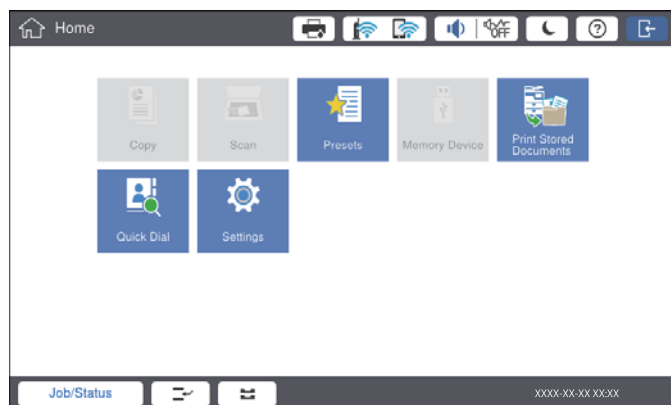 Home
OFF
?
Copy
Scan
Presets
Memory Device
Print Stored
Documents
Quick Dial
Settings
Job/Status
XXXX-XX-XX XX:XX